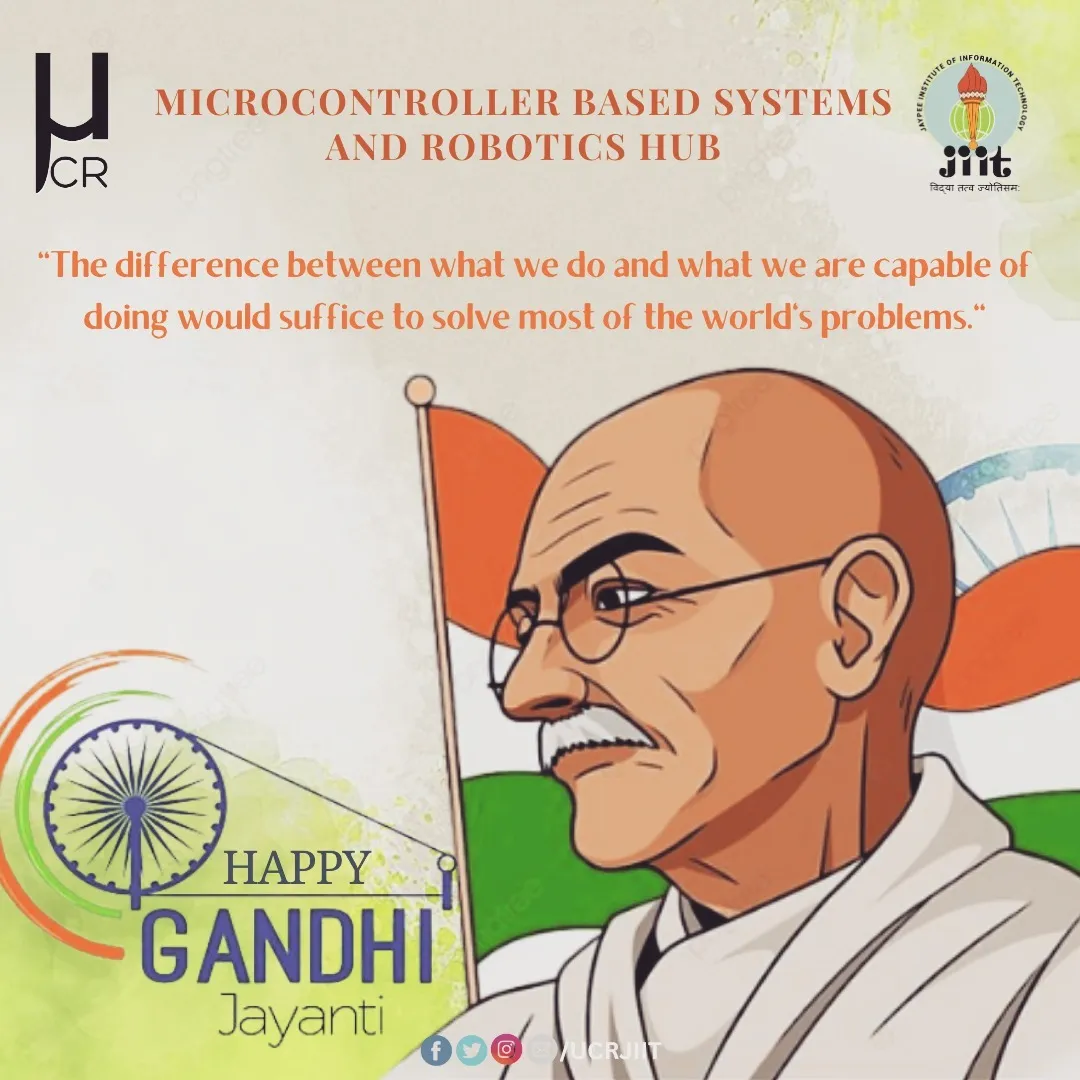 μ
CR
MICROCONTROLLER BASED SYSTEMS
AND ROBOTICS HUB
JAYPEE INSTITUTE OF INFORMATION TECHNOLOGY
jiit
विद्या तत्व ज्योतिसम:
“The difference between what we do and what we are capable of
doing would suffice to solve most of the world's problems.“
HAPPY
GANDHI
Jayanti
/UCRJIIT